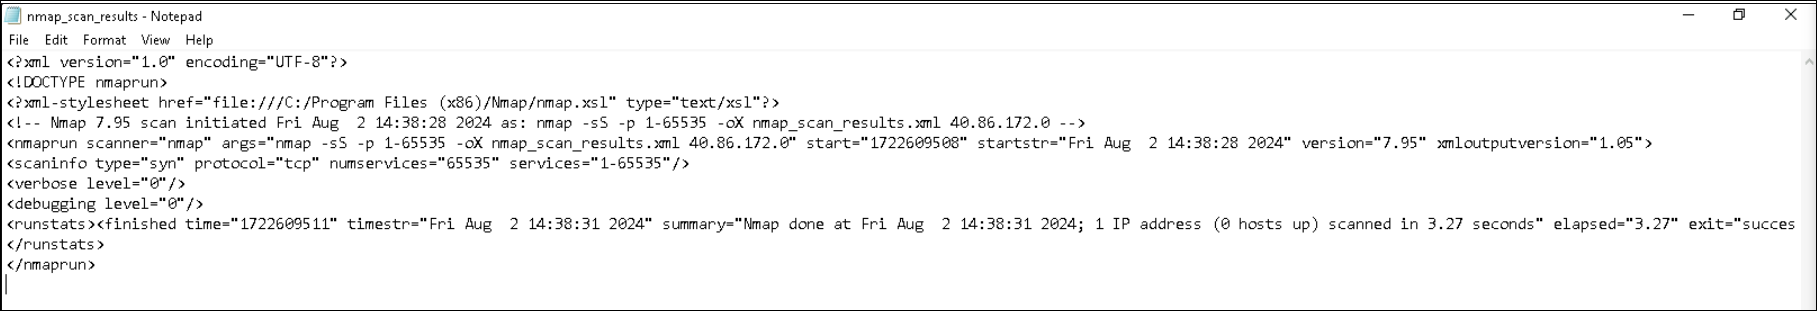 nmap_scan_results - Notepad
File Edit Format View Help
<?xml version="1.0" encoding="UTF-8"?>
<!DOCTYPE nmaprun>
<?xml-stylesheet href="file:///C:/Program Files (x86)/Nmap/nmap.xsl" type="text/xsl"?>
<!-- Nmap 7.95 scan initiated Fri Aug  2 14:38:28 2024 as: nmap -sS -p 1-65535 -oX nmap_scan_results.xml 40.86.172.0 -->
<nmaprun scanner="nmap" args="nmap -sS -p 1-65535 -oX nmap_scan_results.xml 40.86.172.0" start="1722609508" startstr="Fri Aug  2 14:38:28 2024" version="7.95" xmloutputversion="1.05">
<scaninfo type="syn" protocol="tcp" numservices="65535" services="1-65535"/>
<verbose level="0"/>
<debugging level="0"/>
<runstats><finished time="1722609511" timestr="Fri Aug  2 14:38:31 2024" summary="Nmap done at Fri Aug  2 14:38:31 2024; 1 IP address (0 hosts up) scanned in 3.27 seconds" elapsed="3.27" exit="succes
</runstats>
</nmaprun>